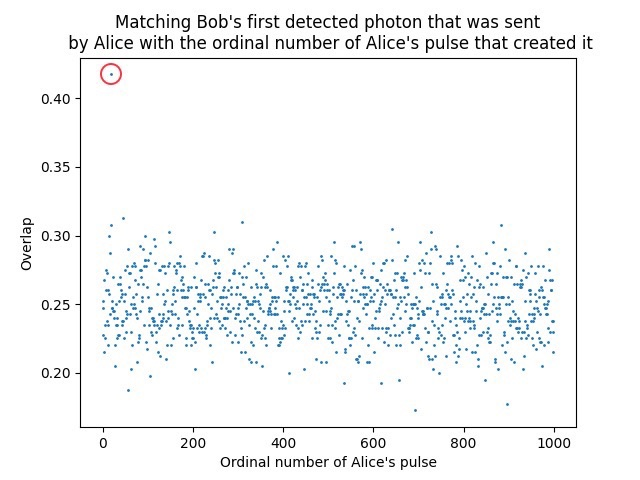 Matching Bob's first detected photon that was sent
by Alice with the ordinal number of Alice's pulse that created it
0.40
0.35
0.30
0.25
0.20
Overlap
0 200 400 600 800 1000
Ordinal number of Alice's pulse